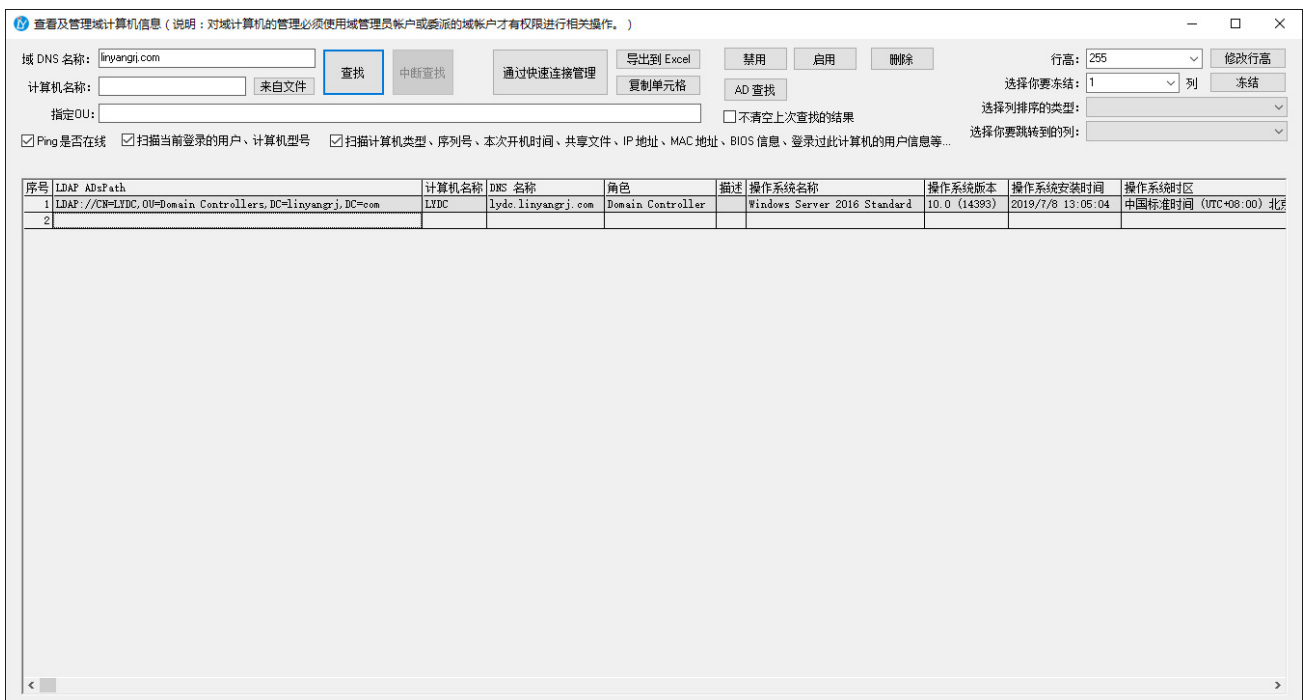 查看及管理域计算机信息（说明：对域计算机的管理必须使用域管理员帐户或委派的域帐户才有权限进行相关操作。）
域 DNS 名称: linyangrj.com 查找 中断查找 通过快速连接管理 导出到 Excel 禁用 启用 删除 行高: 255 修改行高
计算机名称: 来自文件 复制单元格 AD 查找 选择你要冻结: 1 列 冻结
指定OU: 不清空上次查找的结果 选择列排序的类型:
选择你要跳转到的列:
Ping 是否在线 扫描当前登录的用户、计算机型号 扫描计算机类型、序列号、本次开机时间、共享文件、IP 地址、MAC 地址、BIOS 信息、登录过此计算机的用户信息等...
序号 LDAP ADsPath 计算机名称 DNS 名称 角色 描述 操作系统名称 操作系统版本 操作系统安装时间 操作系统时区
1 LDAP://CN=LYDC,OU=Domain Controllers,DC=linyangrj,DC=com LYDC lydc.linyangrj.com Domain Controller Windows Server 2016 Standard 10.0 (14393) 2019/7/8 13:05:04 中国标准时间 (UTC+08:00) 北京
2